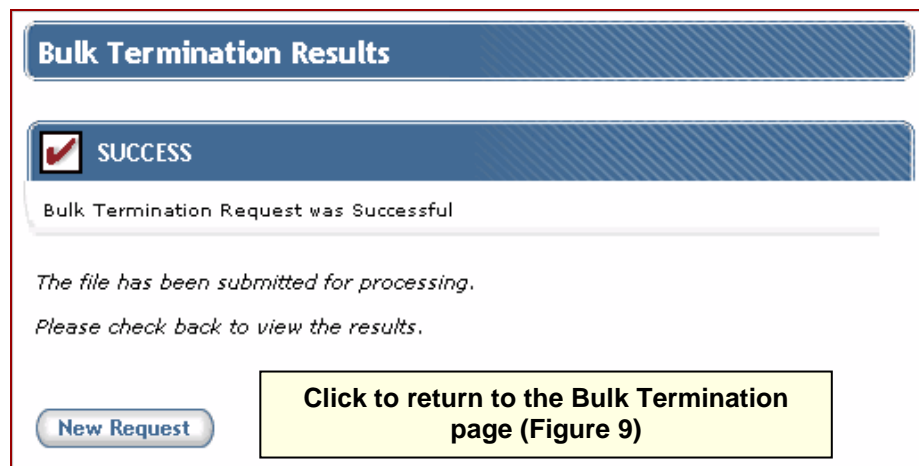 Bulk Termination Results
SUCCESS
Bulk Termination Request was Successful
The file has been submitted for processing.
Please check back to view the results.
Click to return to the Bulk Termination
page (Figure 9)
New Request